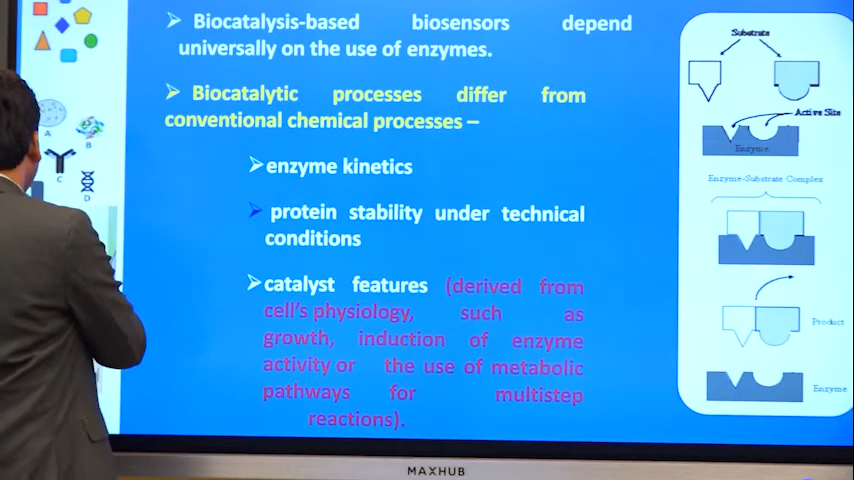 ➢ Biocatalysis-based biosensors depend
universally on the use of enzymes.
➢ Biocatalytic processes differ from
conventional chemical processes –
➢enzyme kinetics
➢ protein stability under technical
conditions
➢catalyst features (derived from
cell's physiology, such as
growth, induction of enzyme
activity or the use of metabolic
pathways for multistep
reactions).
A
B
C
D
Substrate
Active Site
Enzyme
Enzyme-Substrate Complex
Product
Enzyme
MAXHUB